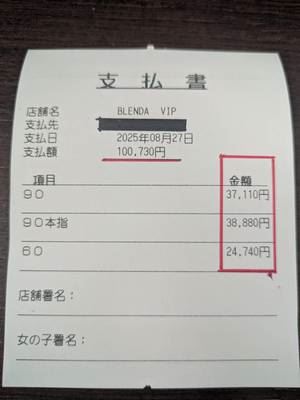 支払書
店舗名 BLENDA VIP
支払先
支払日 2025年08月27日
支払額 100,730円
項目 金額
90 37,110円
90本指 38,880円
60 24,740円
店舗署名:
女の子署名: